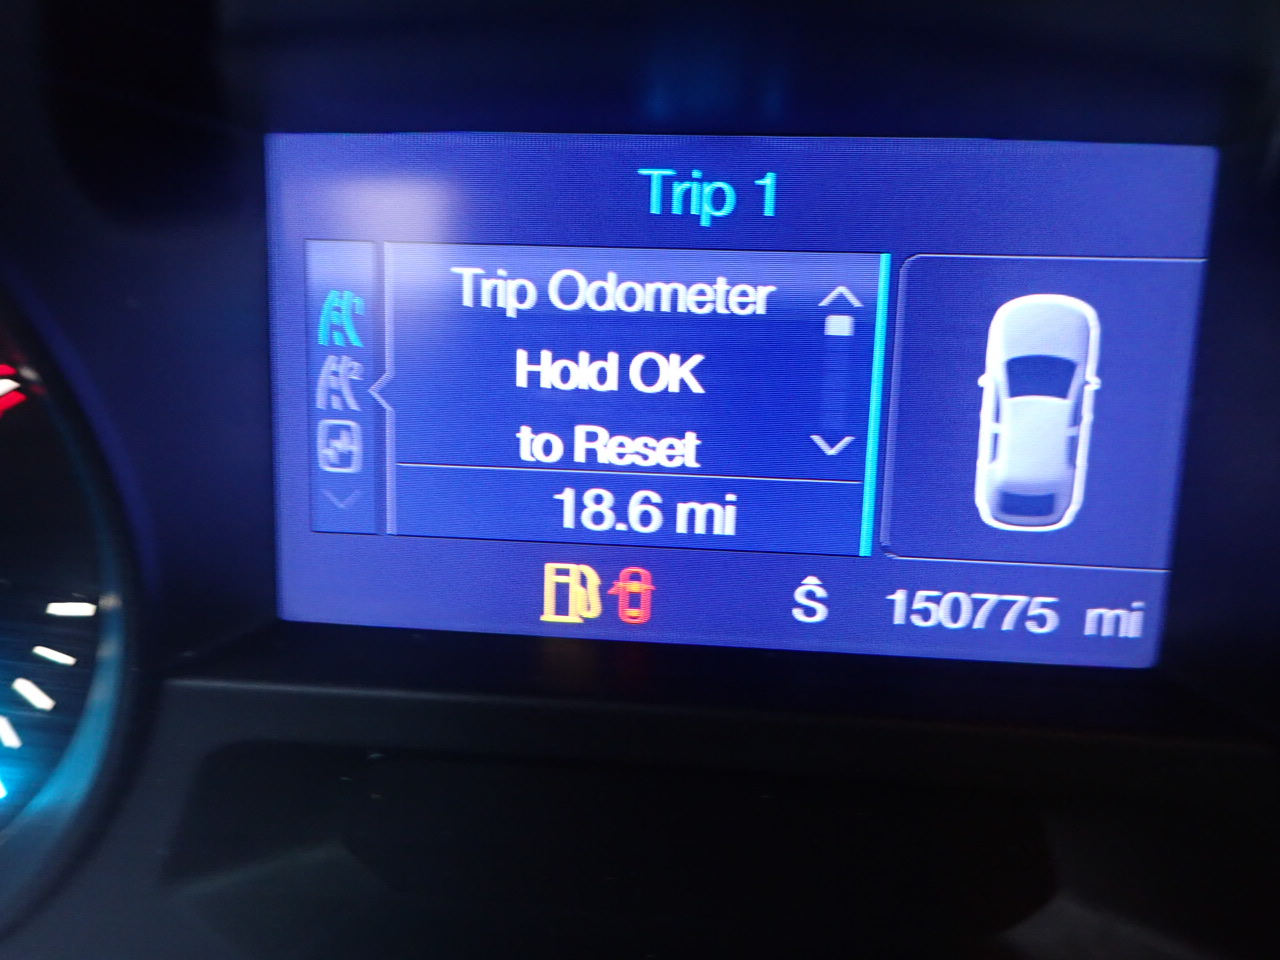 Trip 1
Trip Odometer
Hold OK
to Reset
18.6 mi
Ŝ 150775 mi